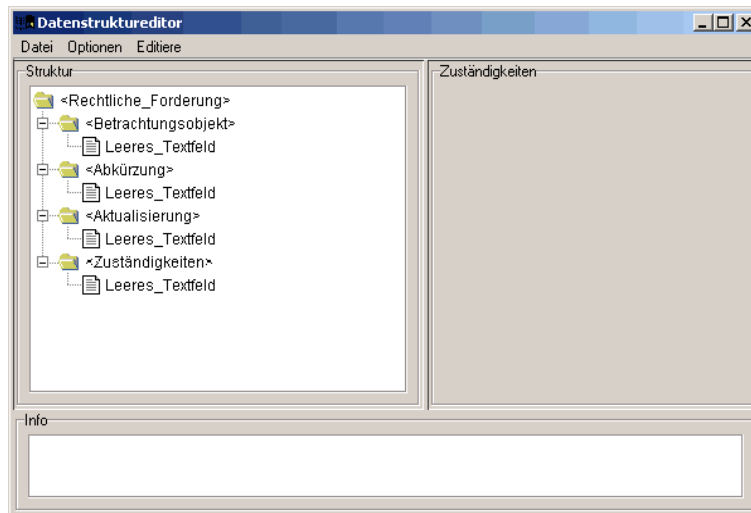 Datenstruktureditor
Datei Optionen Editiere
Struktur
<Rechtliche_Forderung>
<Betrachtungsobjekt>
Leeres_Textfeld
<Abkürzung>
Leeres_Textfeld
<Aktualisierung>
Leeres_Textfeld
<Zuständigkeiten>
Leeres_Textfeld
Zuständigkeiten
Info